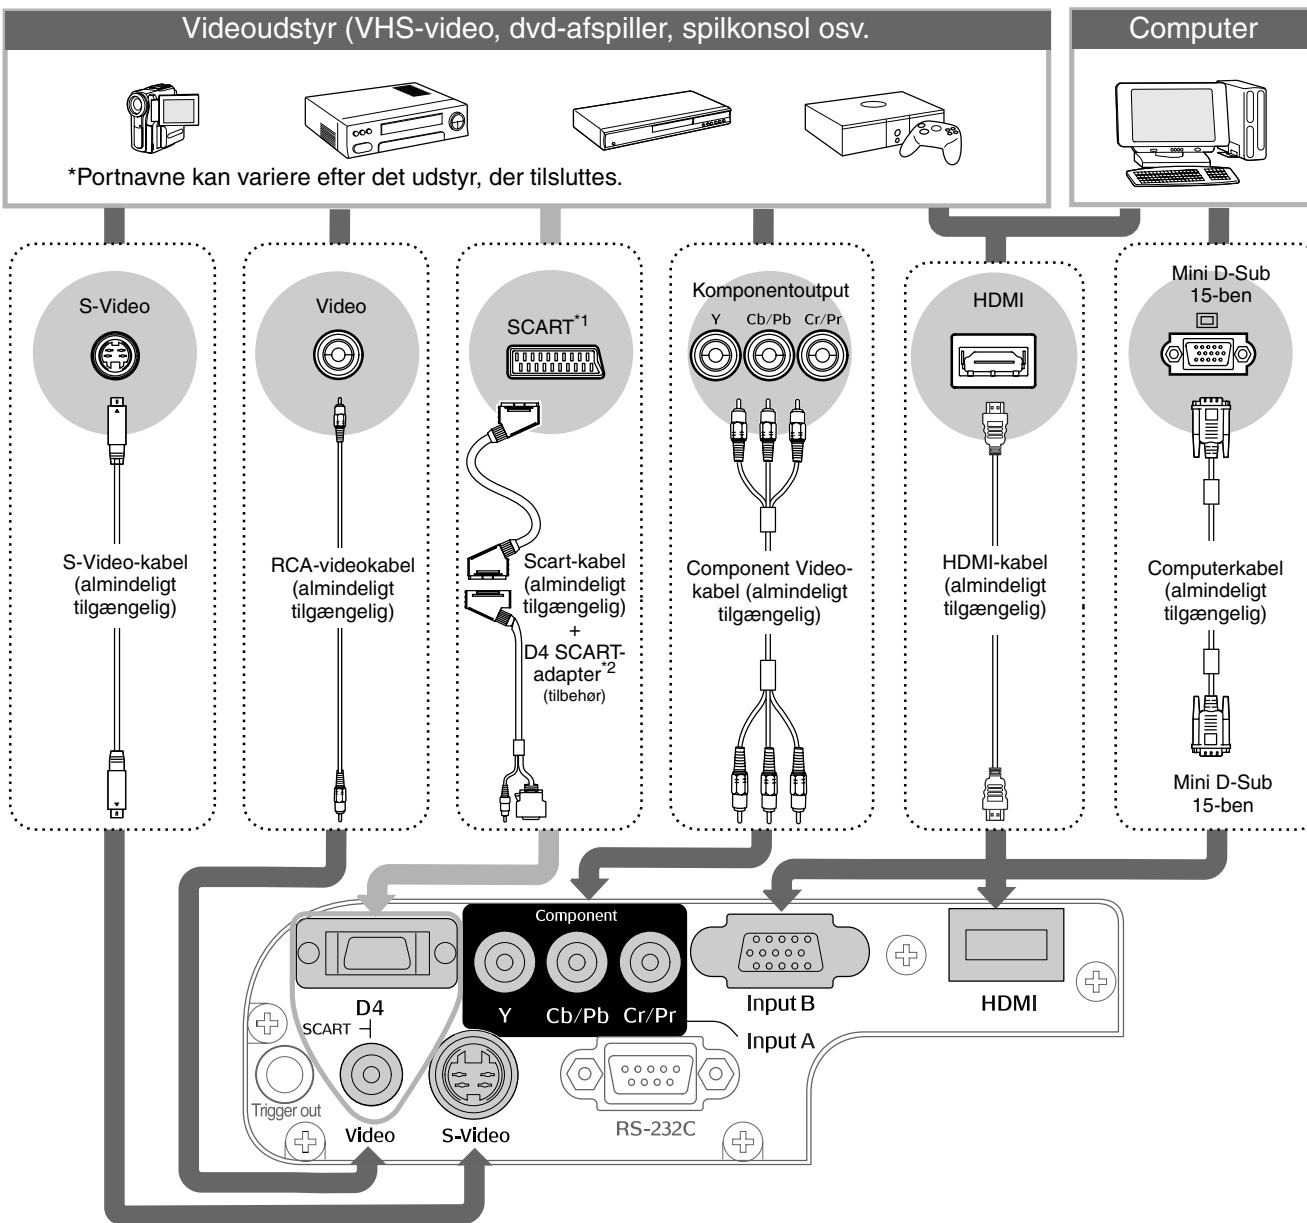 Videoudstyr (VHS-video, dvd-afspiller, spilkonsol osv.
Computer
*Portnavne kan variere efter det udstyr, der tilsluttes.
S-Video
Video
SCART*1
Komponentoutput
Y Cb/Pb Cr/Pr
HDMI
Mini D-Sub
15-ben
S-Video-kabel
(almindeligt
tilgængelig)
RCA-videokabel
(almindeligt
tilgængelig)
Scart-kabel
(almindeligt
tilgængelig)
+
D4 SCART-
adapter*2
(tilbehør)
Component Video-
kabel (almindeligt
tilgængelig)
HDMI-kabel
(almindeligt
tilgængelig)
Computerkabel
(almindeligt
tilgængelig)
Mini D-Sub
15-ben
Component
Y Cb/Pb Cr/Pr
Input B
HDMI
D4
SCART
Input A
Trigger out
Video
S-Video
RS-232C